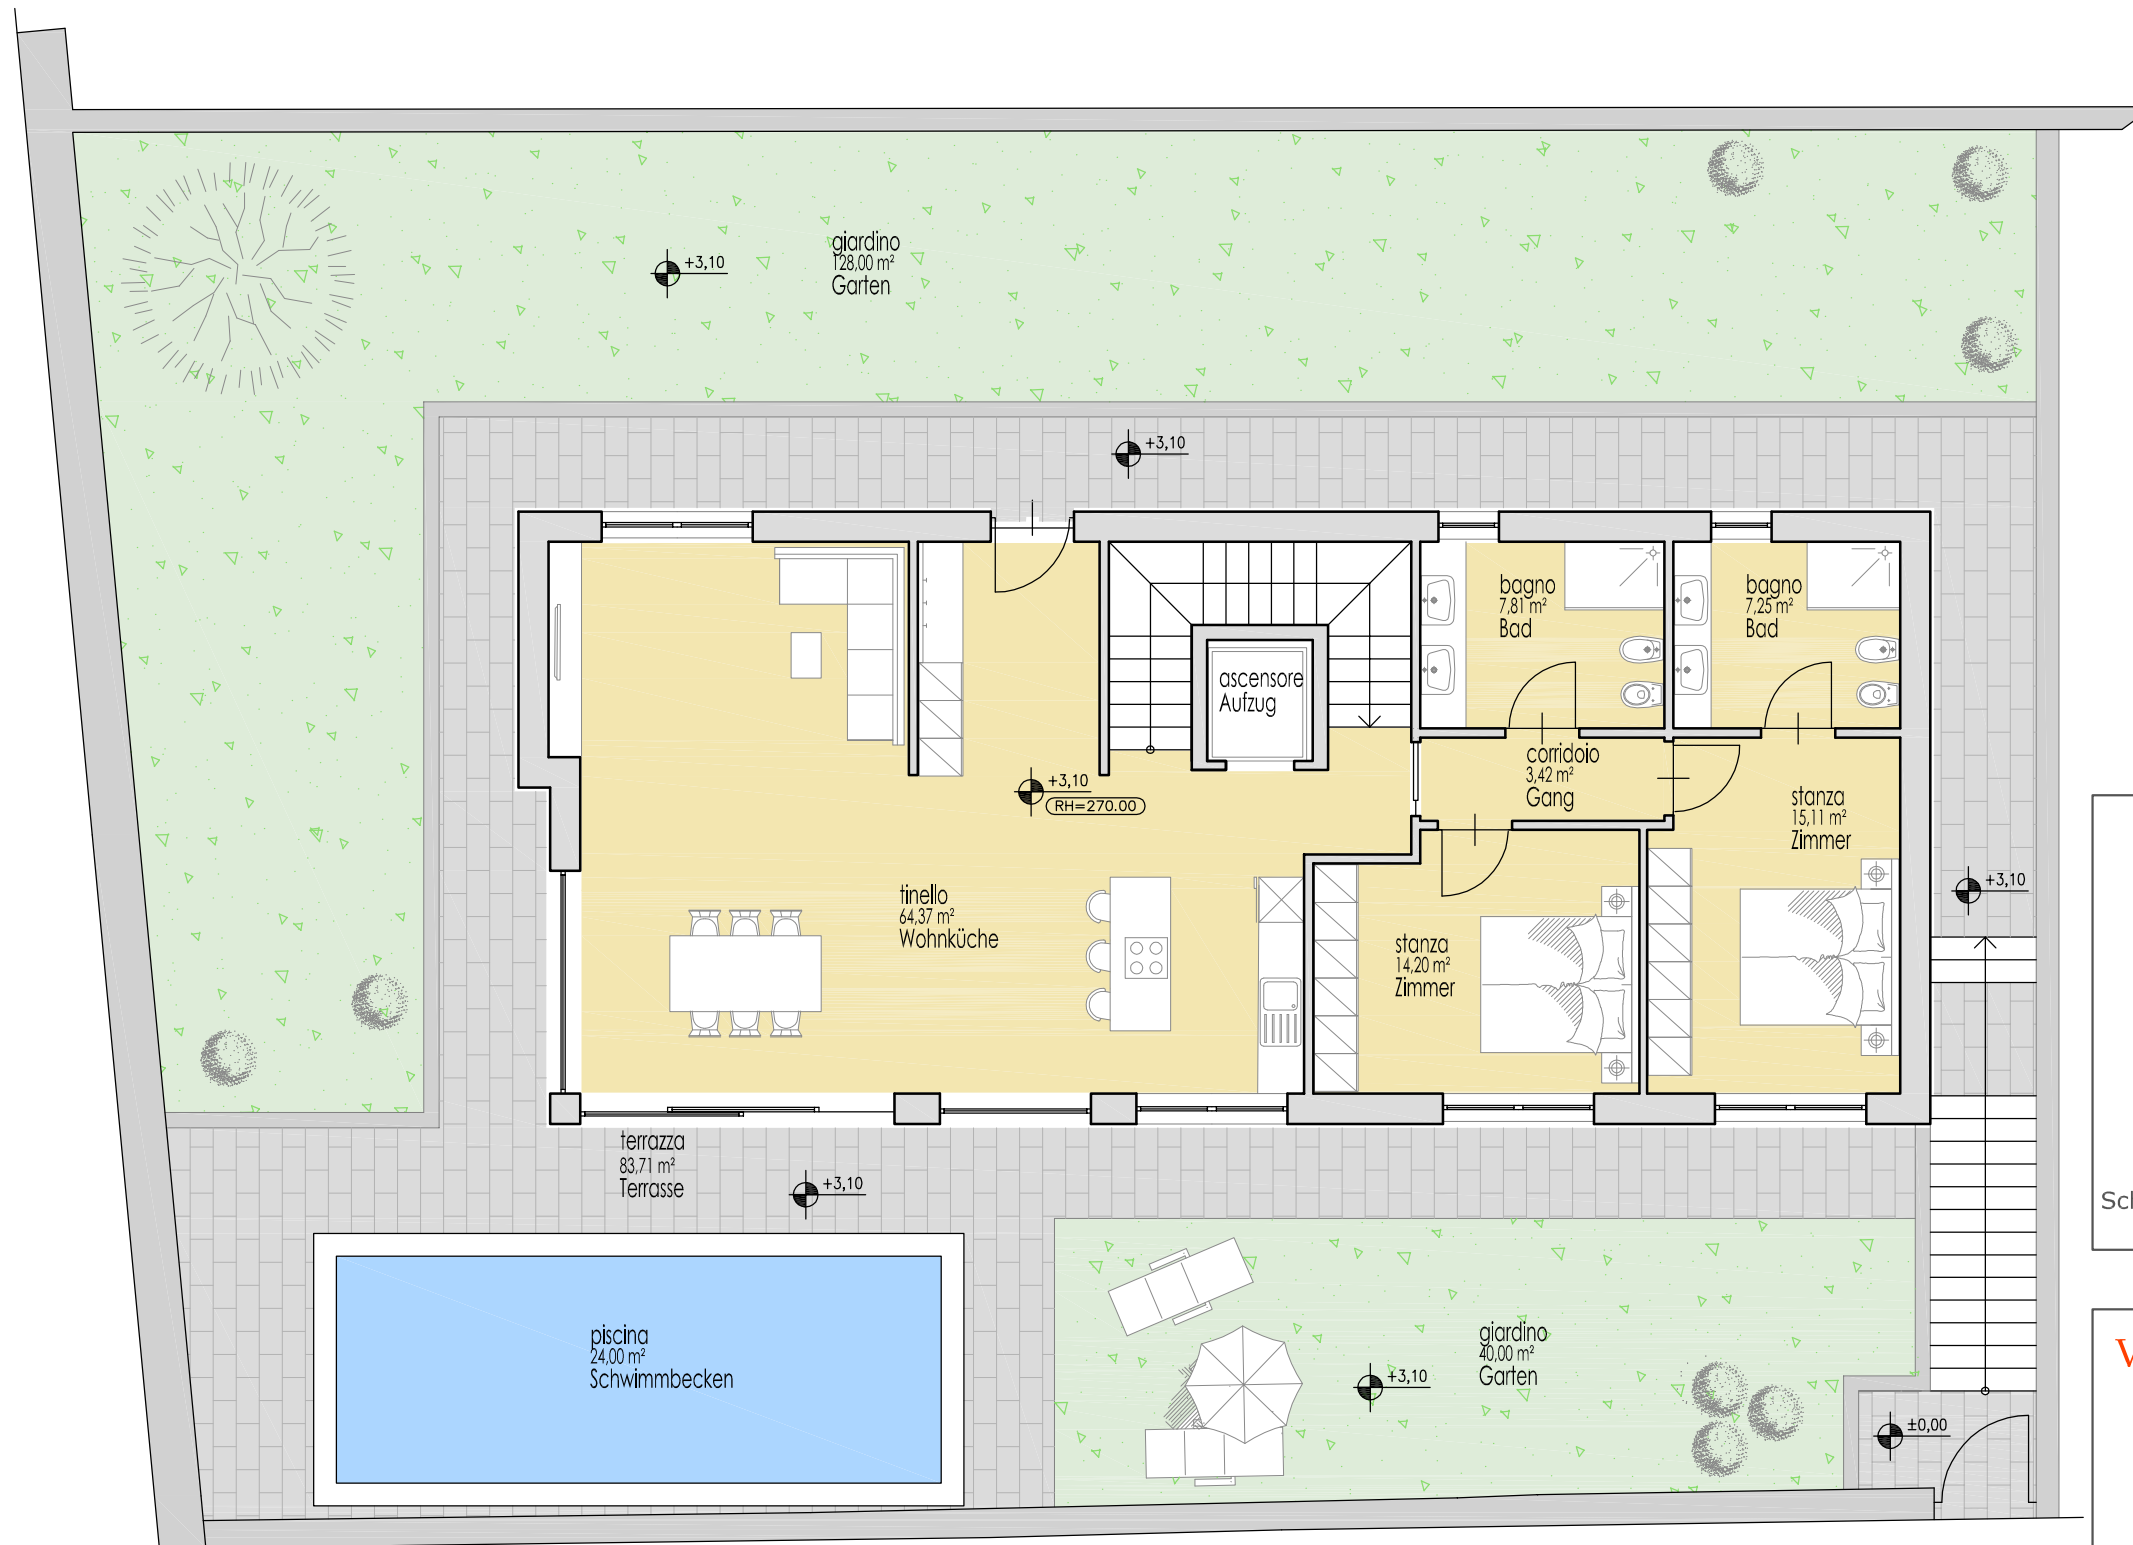 +3,10
giardino
128,00 m²
Garten
+3,10
bagno
7,81 m²
Bad
bagno
7,25 m²
Bad
ascensore
Aufzug
corridoio
3,42 m²
Gang
+3,10
RH=270.00
stanza
15,11 m²
Zimmer
+3,10
tinello
64,37 m²
Wohnküche
stanza
14,20 m²
Zimmer
terrazza
83,71 m²
Terrasse
+3,10
Scl
piscina
24,00 m²
Schwimmbecken
giardino
40,00 m²
Garten
+3,10
±0,00